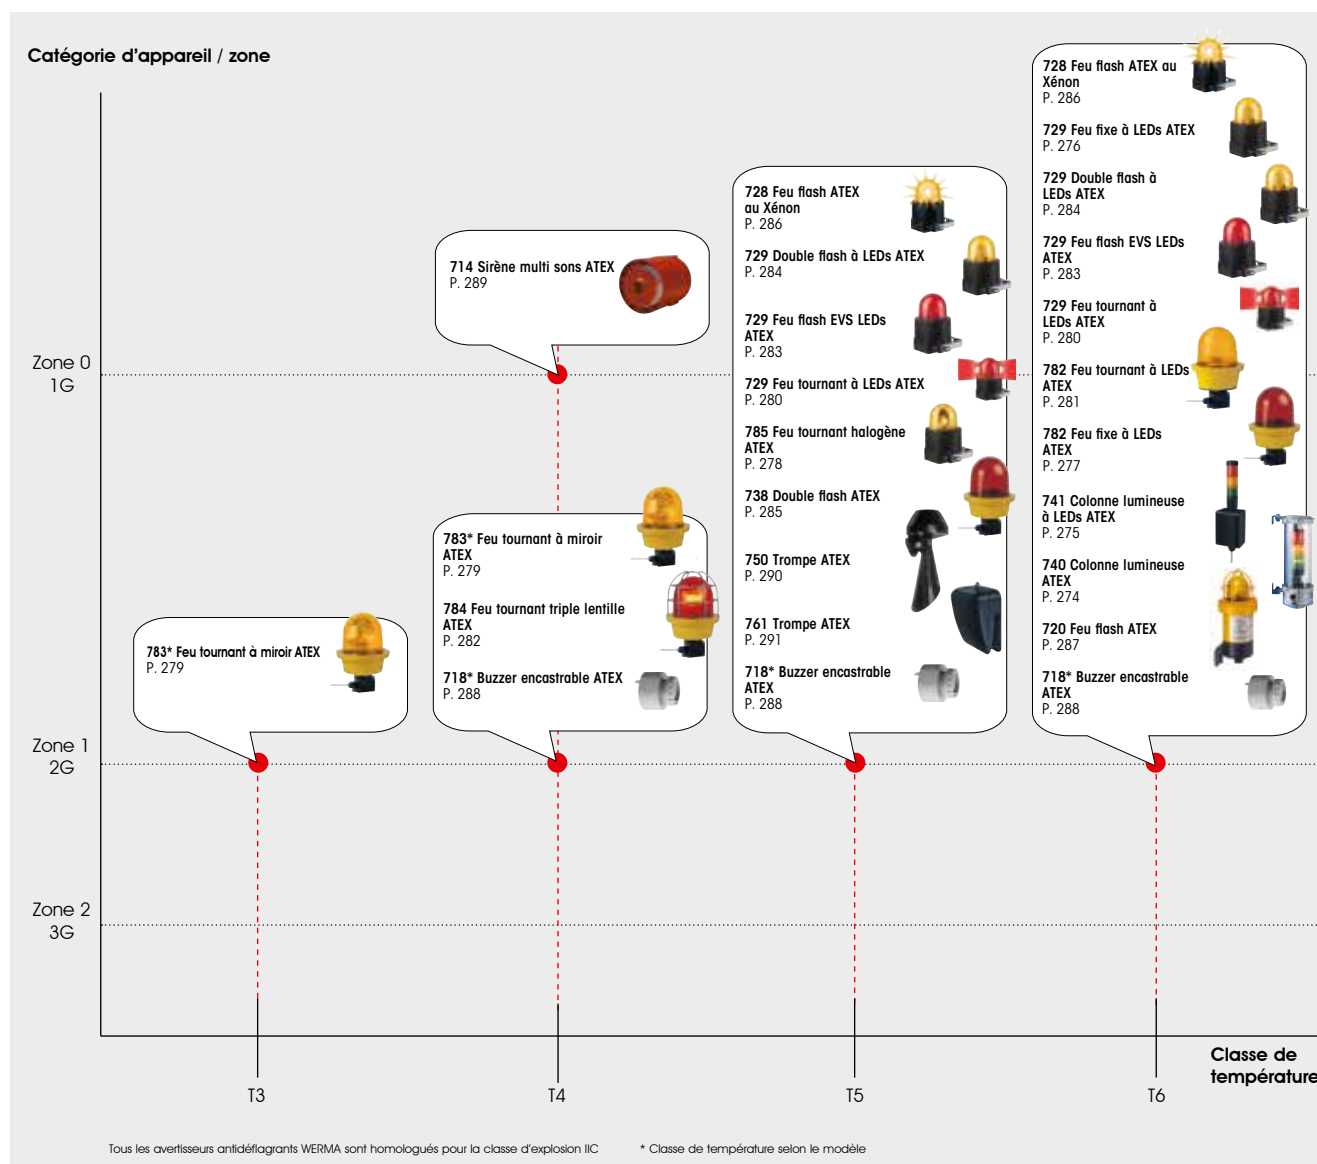 Catégorie d'appareil / zone
Zone 0
1G
Zone 1
2G
Zone 2
3G
783* Feu tournant à miroir ATEX
P. 279
714 Sirène multi sons ATEX
P. 289
783* Feu tournant à miroir
ATEX
P. 279
784 Feu tournant triple lentille
ATEX
P. 282
718* Buzzer encastrable ATEX
P. 288
728 Feu flash ATEX
au Xénon
P. 286
729 Double flash à LEDs ATEX
P. 284
729 Feu flash EVS LEDs
ATEX
P. 283
729 Feu tournant à LEDs ATEX
P. 280
785 Feu tournant halogène
ATEX
P. 278
738 Double flash ATEX
P. 285
750 Trompe ATEX
P. 290
761 Trompe ATEX
P. 291
718* Buzzer encastrable
ATEX
P. 288
728 Feu flash ATEX au
Xénon
P. 286
729 Feu fixe à LEDs ATEX
P. 276
729 Double flash à
LEDs ATEX
P. 284
729 Feu flash EVS LEDs
ATEX
P. 283
729 Feu tournant à
LEDs ATEX
P. 280
782 Feu tournant à LEDs
ATEX
P. 281
782 Feu fixe à LEDs
ATEX
P. 277
741 Colonne lumineuse
à LEDs ATEX
P. 275
740 Colonne lumineuse
ATEX
P. 274
720 Feu flash ATEX
P. 287
718* Buzzer encastrable
ATEX
P. 288
T3
T4
T5
T6
Classe de
température
Tous les avertisseurs antidéflagrants WERMA sont homologués pour la classe d'explosion IIC
* Classe de température selon le modèle